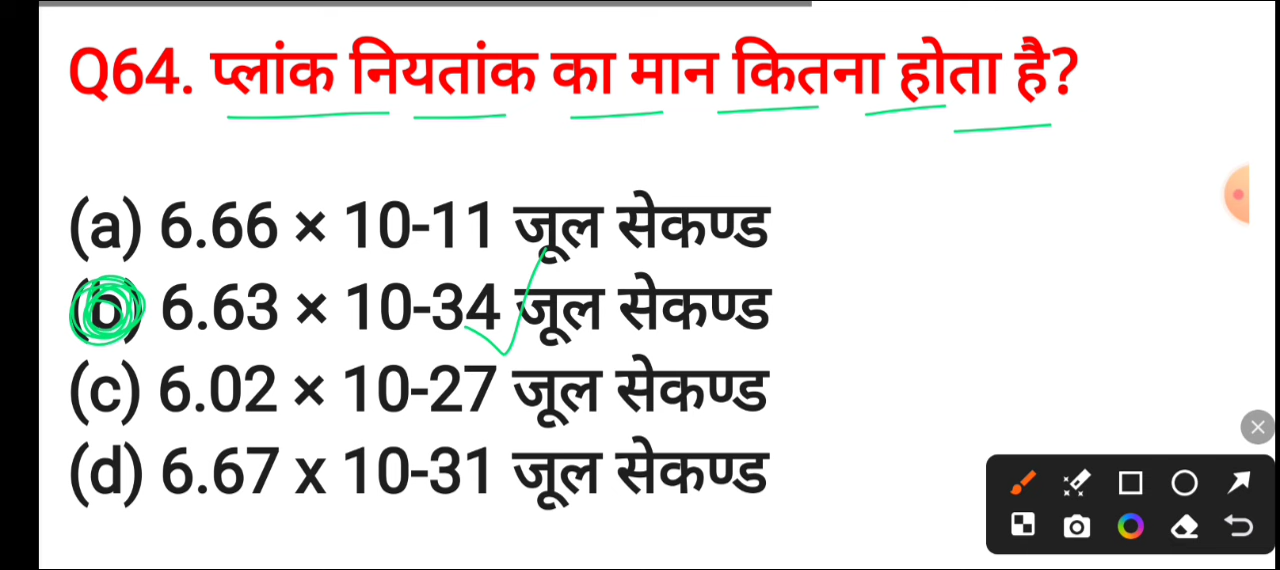 Q64. प्लांक नियतांक का मान कितना होता है?
(a) 6.66 × 10-11 जूल सेकण्ड
(b) 6.63 × 10-34 जूल सेकण्ड
(c) 6.02 × 10-27 जूल सेकण्ड
(d) 6.67 x 10-31 जूल सेकण्ड